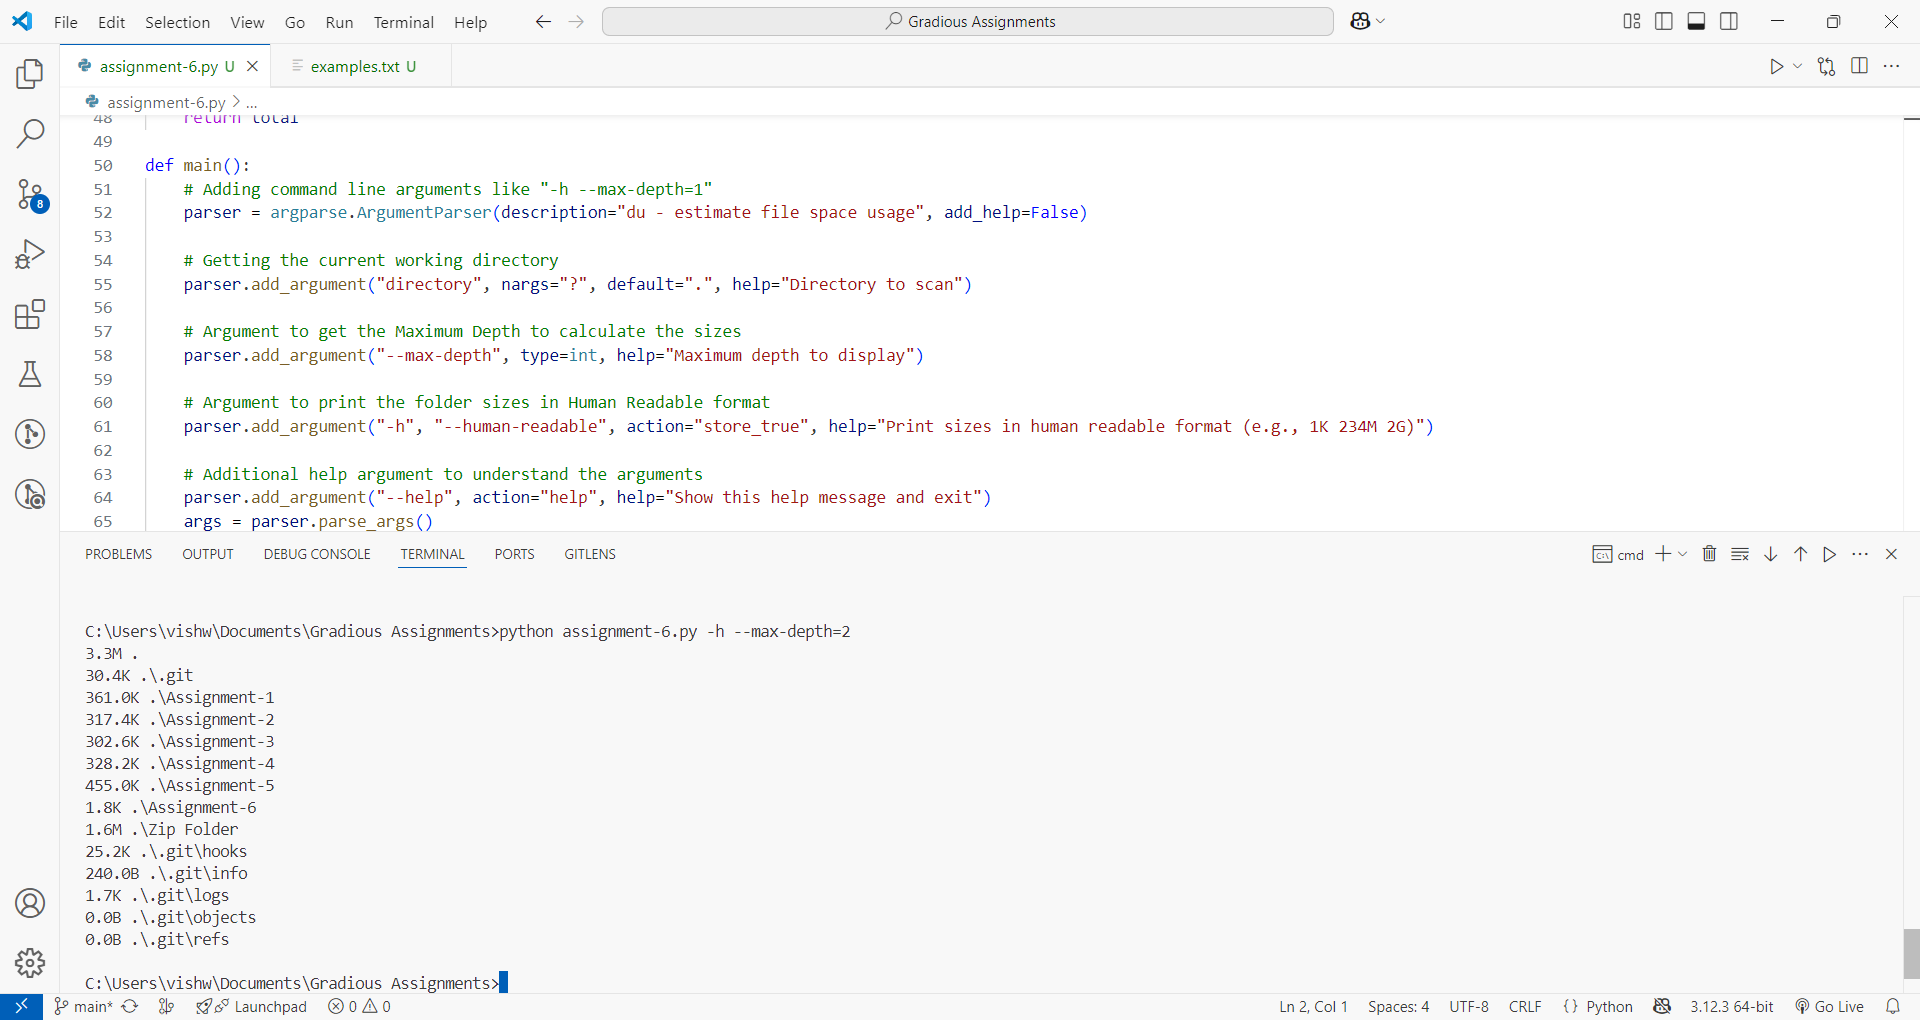 File Edit Selection View Go Run Terminal Help
Gradious Assignments
assignment-6.py U
examples.txt U
assignment-6.py > ...
48 return total
49
50 def main():
51 # Adding command line arguments like "-h --max-depth=1"
52 parser = argparse.ArgumentParser(description="du - estimate file space usage", add_help=False)
53
54 # Getting the current working directory
55 parser.add_argument("directory", nargs="?", default=".", help="Directory to scan")
56
57 # Argument to get the Maximum Depth to calculate the sizes
58 parser.add_argument("--max-depth", type=int, help="Maximum depth to display")
59
60 # Argument to print the folder sizes in Human Readable format
61 parser.add_argument("-h", "--human-readable", action="store_true", help="Print sizes in human readable format (e.g., 1K 234M 2G)")
62
63 # Additional help argument to understand the arguments
64 parser.add_argument("--help", action="help", help="Show this help message and exit")
65 args = parser.parse_args()
8
PROBLEMS OUTPUT DEBUG CONSOLE TERMINAL PORTS GITLENS
cmd
C:\Users\vishw\Documents\Gradious Assignments>python assignment-6.py -h --max-depth=2
3.3M .
30.4K .\.git
361.0K .\Assignment-1
317.4K .\Assignment-2
302.6K .\Assignment-3
328.2K .\Assignment-4
455.0K .\Assignment-5
1.8K .\Assignment-6
1.6M .\Zip Folder
25.2K .\.git\hooks
240.0B .\.git\info
1.7K .\.git\logs
0.0B .\.git\objects
0.0B .\.git\refs
C:\Users\vishw\Documents\Gradious Assignments>
main* Launchpad 0 0 Ln 2, Col 1 Spaces: 4 UTF-8 CRLF {} Python 3.12.3 64-bit Go Live